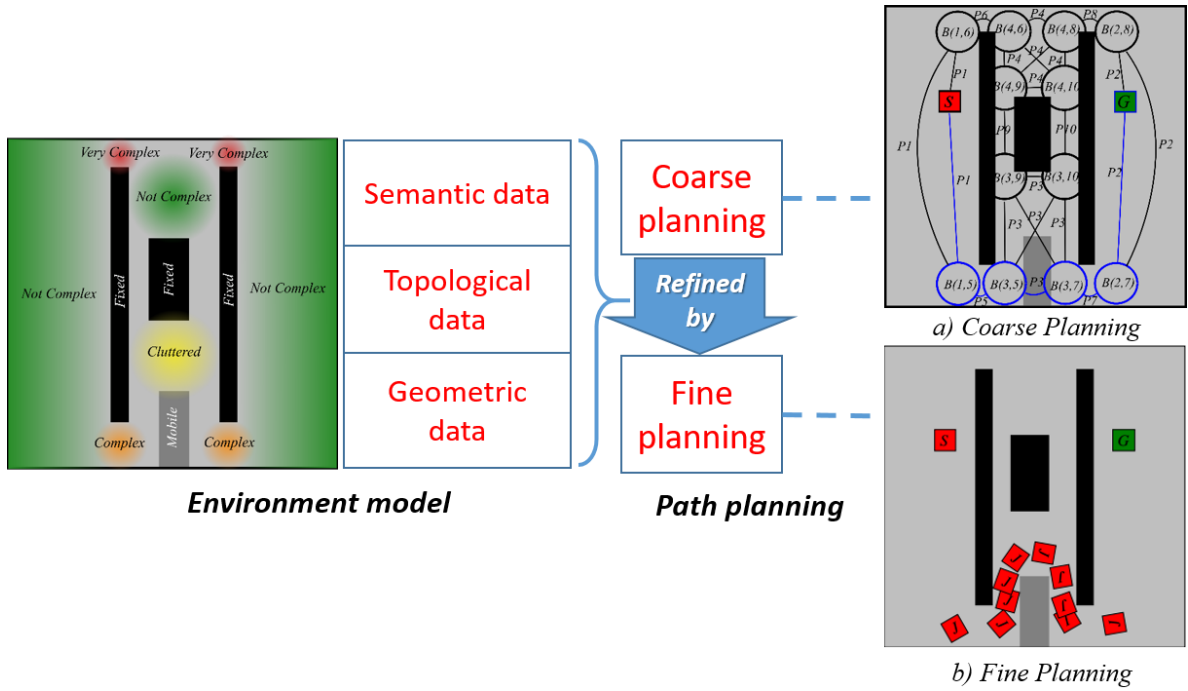 Very Complex
Very Complex
Not Complex
Fixed
Fixed
Fixed
Not Complex
Not Complex
Cluttered
Mobile
Complex
Complex
Semantic data
Topological
data
Geometric
data
Environment model
Coarse
planning
Refined
by
Fine
planning
Path planning
P6
P4
P8
B(1,6)
B(4,6)
B(4,8)
B(2,8)
P4
P4
P4
P1
P4
P2
B(4,9)
B(4,10)
S
G
P1
P9
P10
P2
P1
P2
B(3,9)
B(3,10)
P3
P3
P3
P3
B(1,5)
B(3,5)
P3
B(3,7)
B(2,7)
P5
P7
a) Coarse Planning
S
G
b) Fine Planning